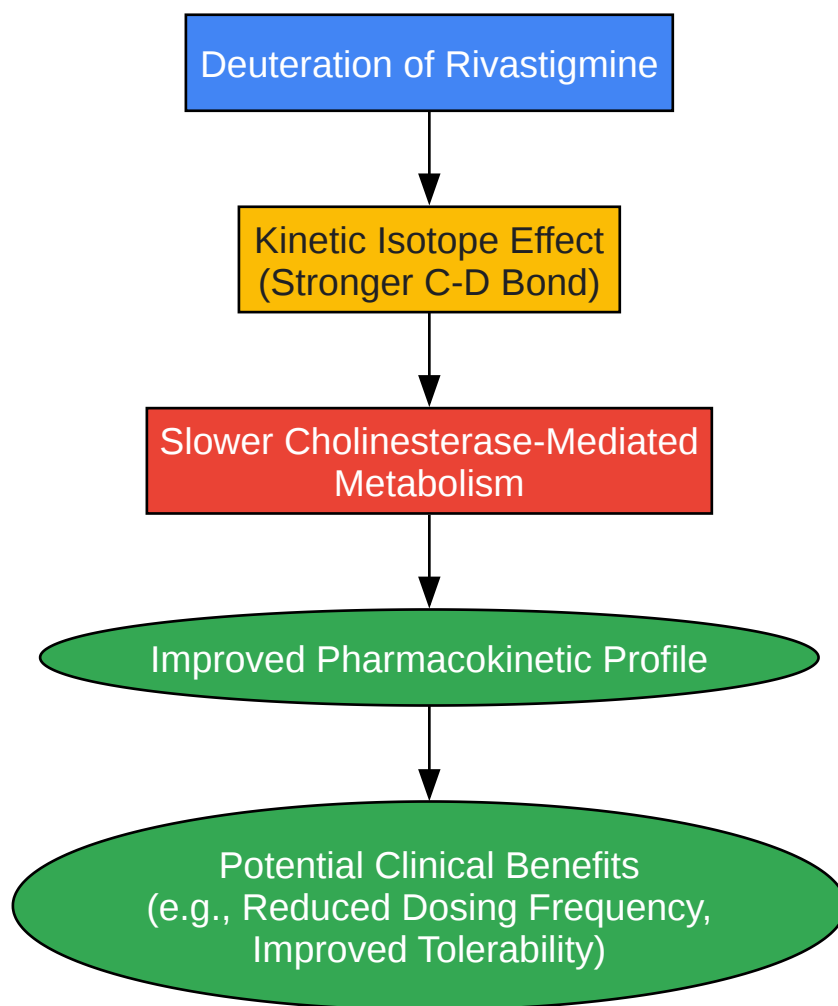 Deuteration of Rivastigmine
Kinetic Isotope Effect
(Stronger C-D Bond)
Slower Cholinesterase-Mediated
Metabolism
Improved Pharmacokinetic Profile
Potential Clinical Benefits
(e.g., Reduced Dosing Frequency,
Improved Tolerability)